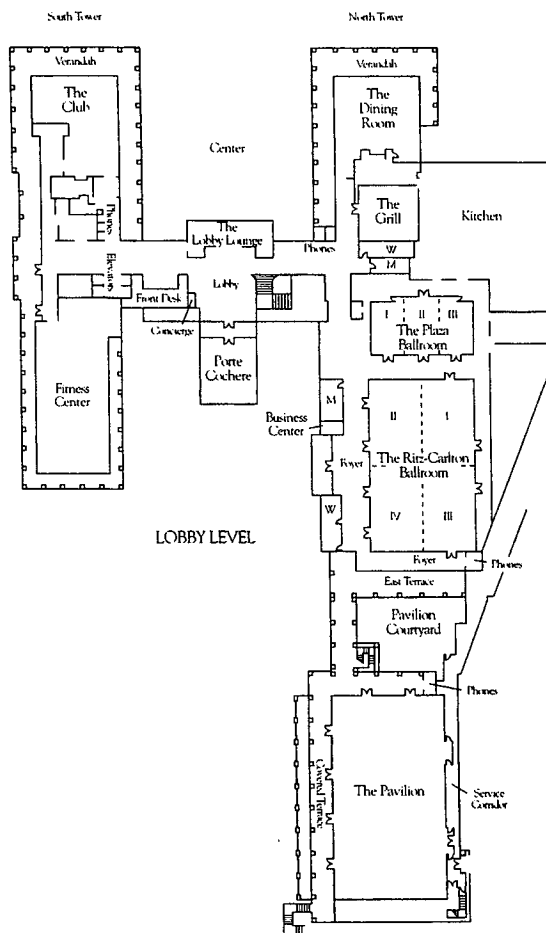 South Tower
North Tower
Verandah
Verandah
The
Club
The
Dining
Room
Center
The
Grill
Kitchen
Phones
The
Lobby Lounge
Phones
W
M
Elevators
Lobby
Front Desk
Concierge
I
II
III
The Plaza
Ballroom
Porte
Cochere
Fitness
Center
M
Business
Center
II
I
Foyer
The Ritz-Carlton
Ballroom
W
IV
III
LOBBY LEVEL
Foyer
Phones
East Terrace
Pavilion
Courtyard
Phones
Covered Terrace
The Pavilion
Service
Corridor